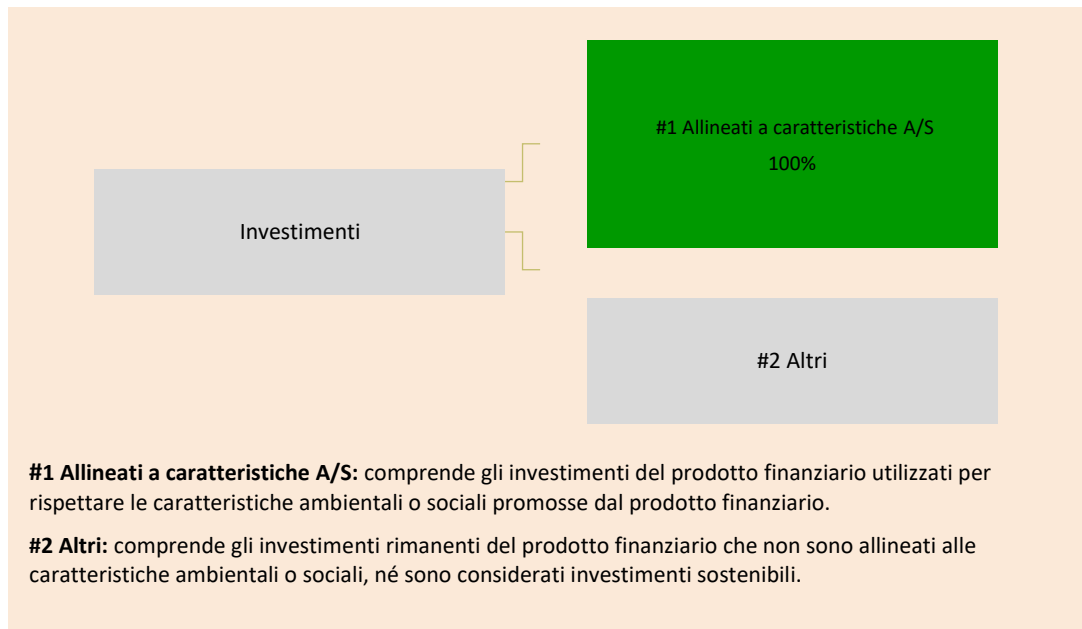 #1 Allineati a caratteristiche A/S
100%
Investimenti
#2 Altri
#1 Allineati a caratteristiche A/S: comprende gli investimenti del prodotto finanziario utilizzati per
rispettare le caratteristiche ambientali o sociali promosse dal prodotto finanziario.
#2 Altri: comprende gli investimenti rimanenti del prodotto finanziario che non sono allineati alle
caratteristiche ambientali o sociali, né sono considerati investimenti sostenibili.